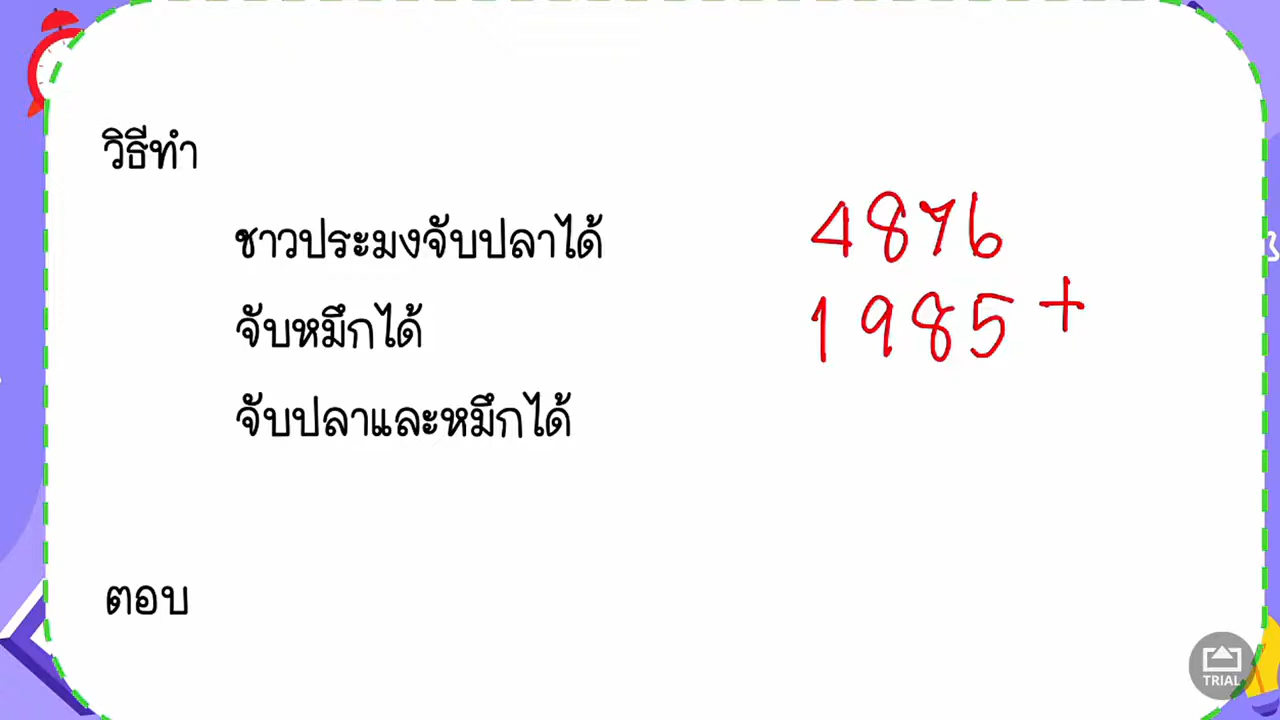 วิธีทำ
ชาวประมงจับปลาได้ 4876
จับหมึกได้ 1985 +
จับปลาและหมึกได้
ตอบ
TRIAL